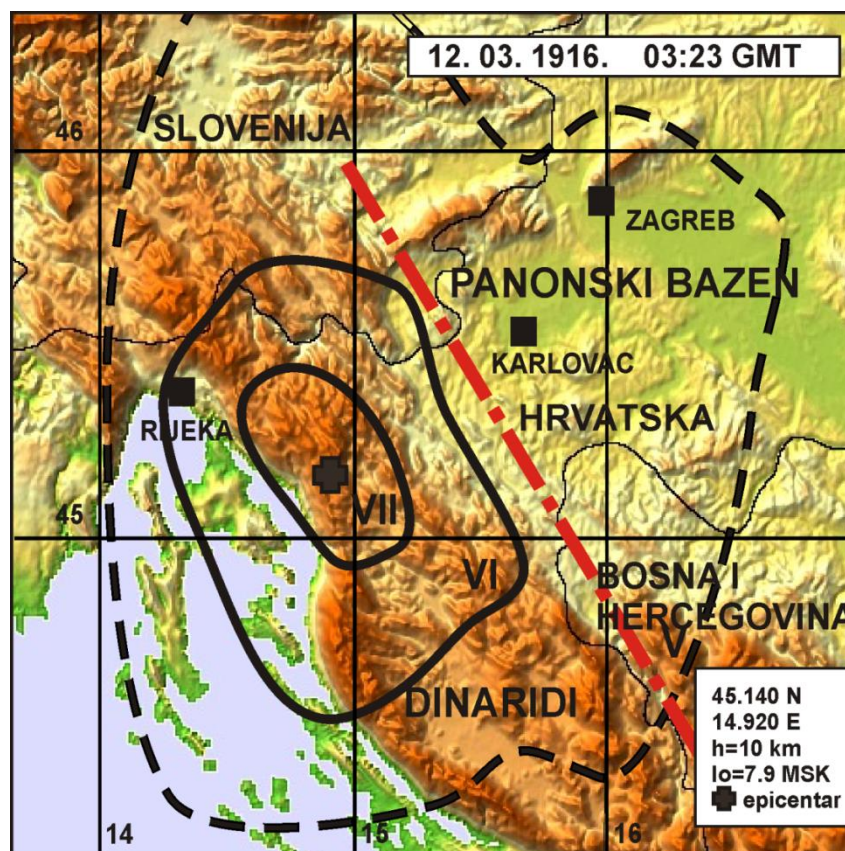 12. 03. 1916. 03:23 GMT
46
SLOVENIJA
ZAGREB
PANONSKI BAZEN
KARLOVAC
RIJEKA
HRVATSKA
VII
45
VI
BOSNA I
HERCEGOVINA
V
DINARIDI
45.140 N
14.920 E
h=10 km
Io=7.9 MSK
epicentar
14
15
16